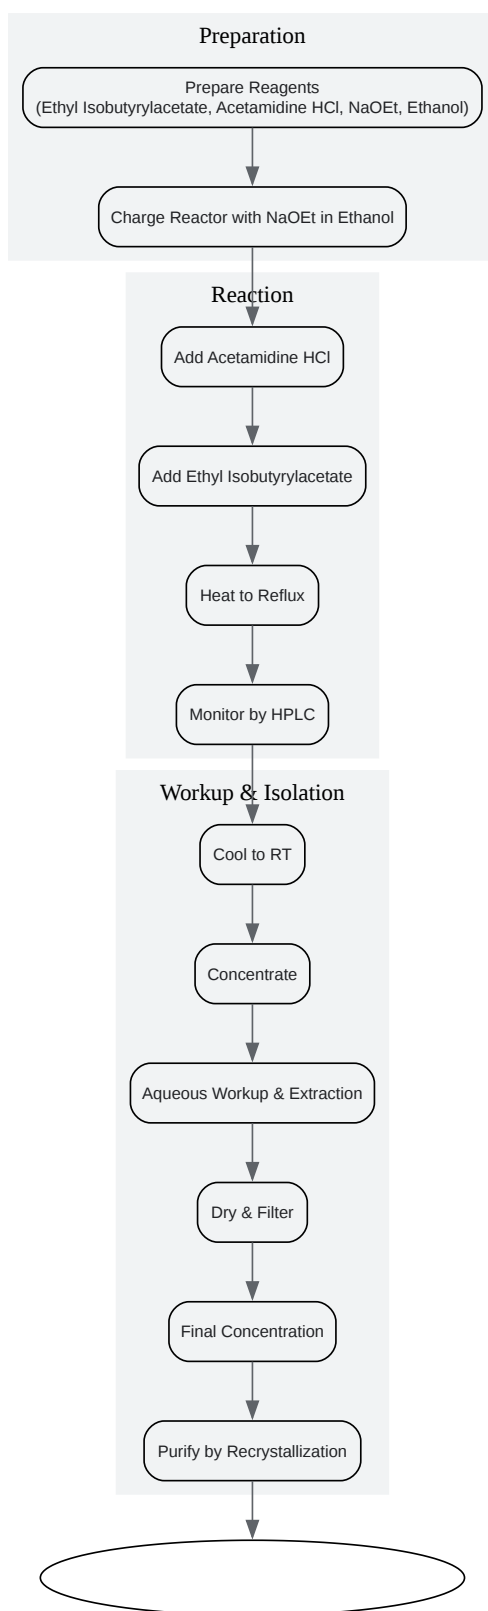 Preparation
Prepare Reagents
(Ethyl Isobutyrylacetate, Acetamidine HCl, NaOEt, Ethanol)
Charge Reactor with NaOEt in Ethanol
Reaction
Add Acetamidine HCl
Add Ethyl Isobutyrylacetate
Heat to Reflux
Monitor by HPLC
Workup & Isolation
Cool to RT
Concentrate
Aqueous Workup & Extraction
Dry & Filter
Final Concentration
Purify by Recrystallization